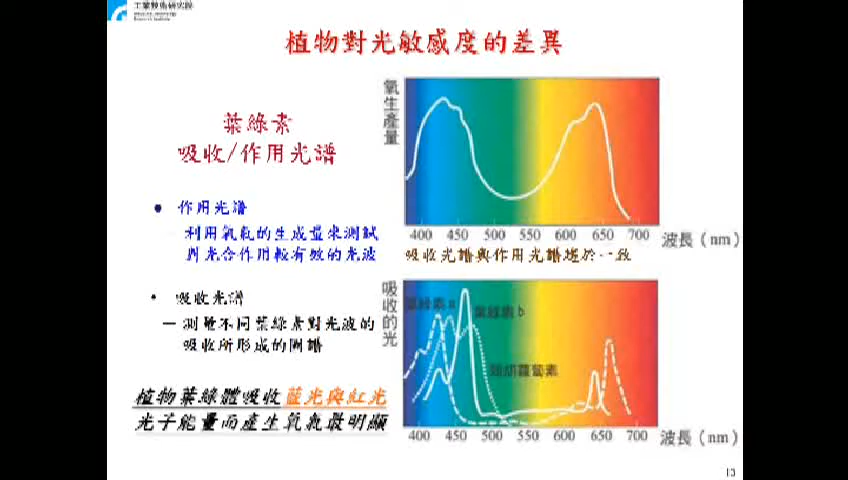 工業技術研究院
植物對光敏感度的差異
葉綠素
吸收/作用光譜
● 作用光譜
利用氧氣的生成量來測試
對光合作用較有效的光波
• 吸收光譜
— 測量不同葉綠素對光波的
吸收所形成的關譜
植物葉綠體吸收藍光與紅光
光子能量而產生氧氣最明顯
氧生產量
400 450 500 550 600 650 700 波長(nm)
吸收光譜與作用光譜趨於一致
吸收的光
葉綠素a
葉綠素b
類胡蘿蔔素
400 450 500 550 600 650 700 波長(nm)
13